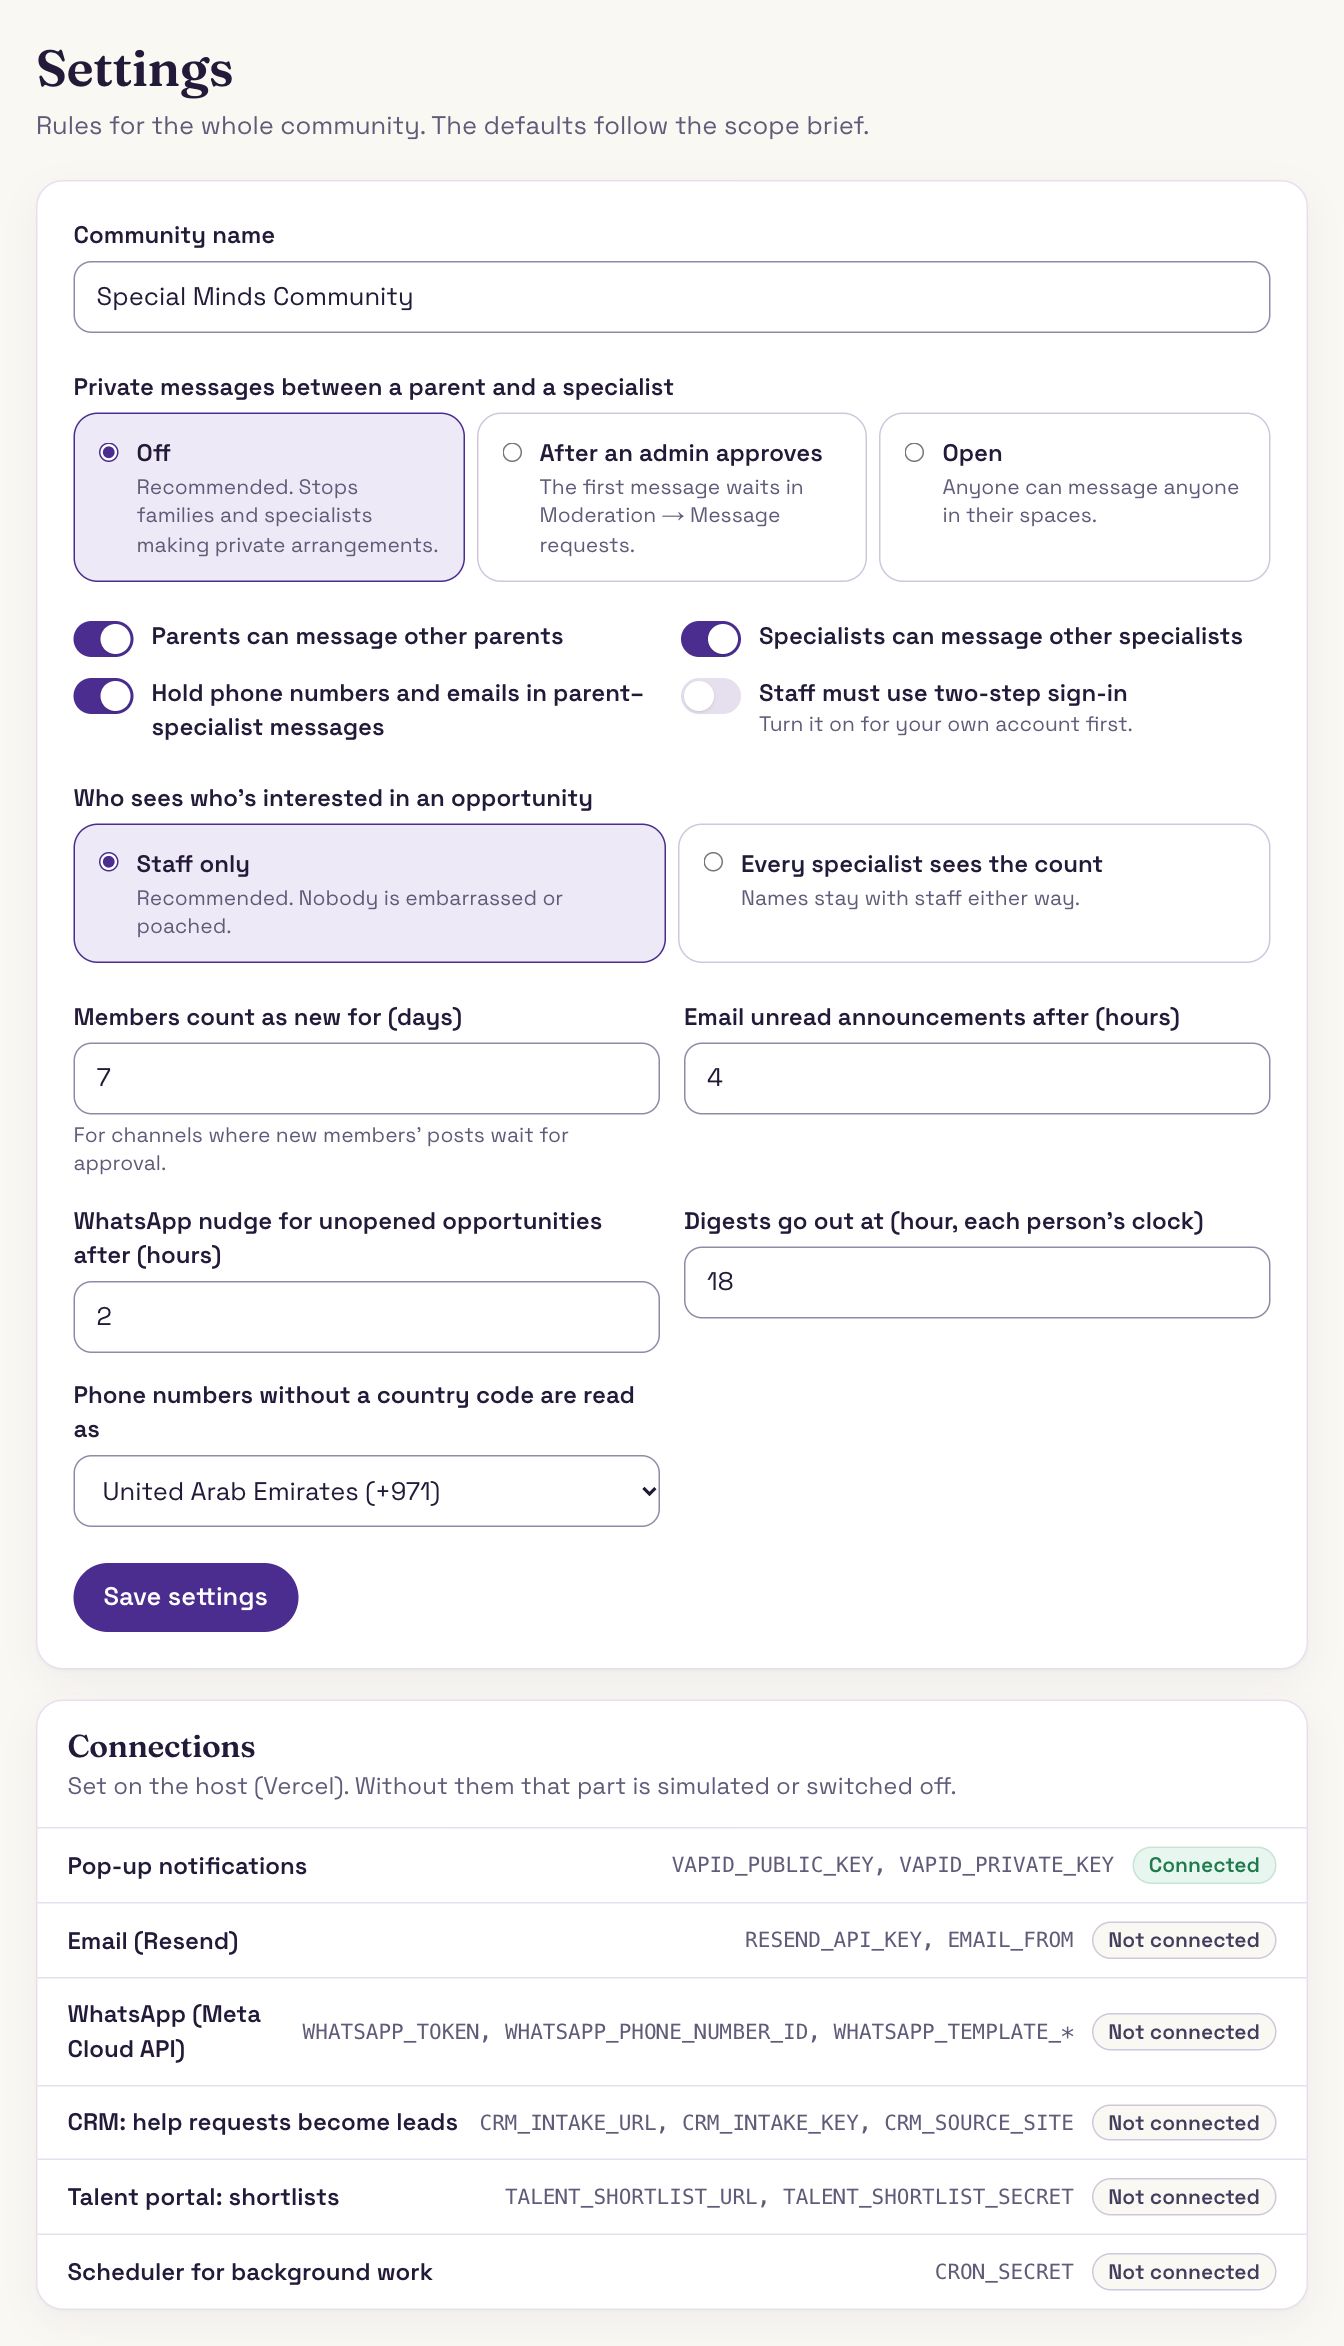 Settings
Rules for the whole community. The defaults follow the scope brief.
Community name
Special Minds Community
Private messages between a parent and a specialist
Off
Recommended. Stops
families and specialists
making private arrangements.
After an admin approves
The first message waits in
Moderation → Message
requests.
Open
Anyone can message anyone
in their spaces.
Parents can message other parents
Specialists can message other specialists
Hold phone numbers and emails in parent–
specialist messages
Staff must use two-step sign-in
Turn it on for your own account first.
Who sees who’s interested in an opportunity
Staff only
Recommended. Nobody is embarrassed or
poached.
Every specialist sees the count
Names stay with staff either way.
Members count as new for (days)
7
For channels where new members’ posts wait for
approval.
Email unread announcements after (hours)
4
WhatsApp nudge for unopened opportunities
after (hours)
2
Digests go out at (hour, each person’s clock)
18
Phone numbers without a country code are read
as
United Arab Emirates (+971)
Save settings
Connections
Set on the host (Vercel). Without them that part is simulated or switched off.
Pop-up notifications VAPID_PUBLIC_KEY, VAPID_PRIVATE_KEY Connected
Email (Resend) RESEND_API_KEY, EMAIL_FROM Not connected
WhatsApp (Meta
Cloud API) WHATSAPP_TOKEN, WHATSAPP_PHONE_NUMBER_ID, WHATSAPP_TEMPLATE_* Not connected
CRM: help requests become leads CRM_INTAKE_URL, CRM_INTAKE_KEY, CRM_SOURCE_SITE Not connected
Talent portal: shortlists TALENT_SHORTLIST_URL, TALENT_SHORTLIST_SECRET Not connected
Scheduler for background work CRON_SECRET Not connected